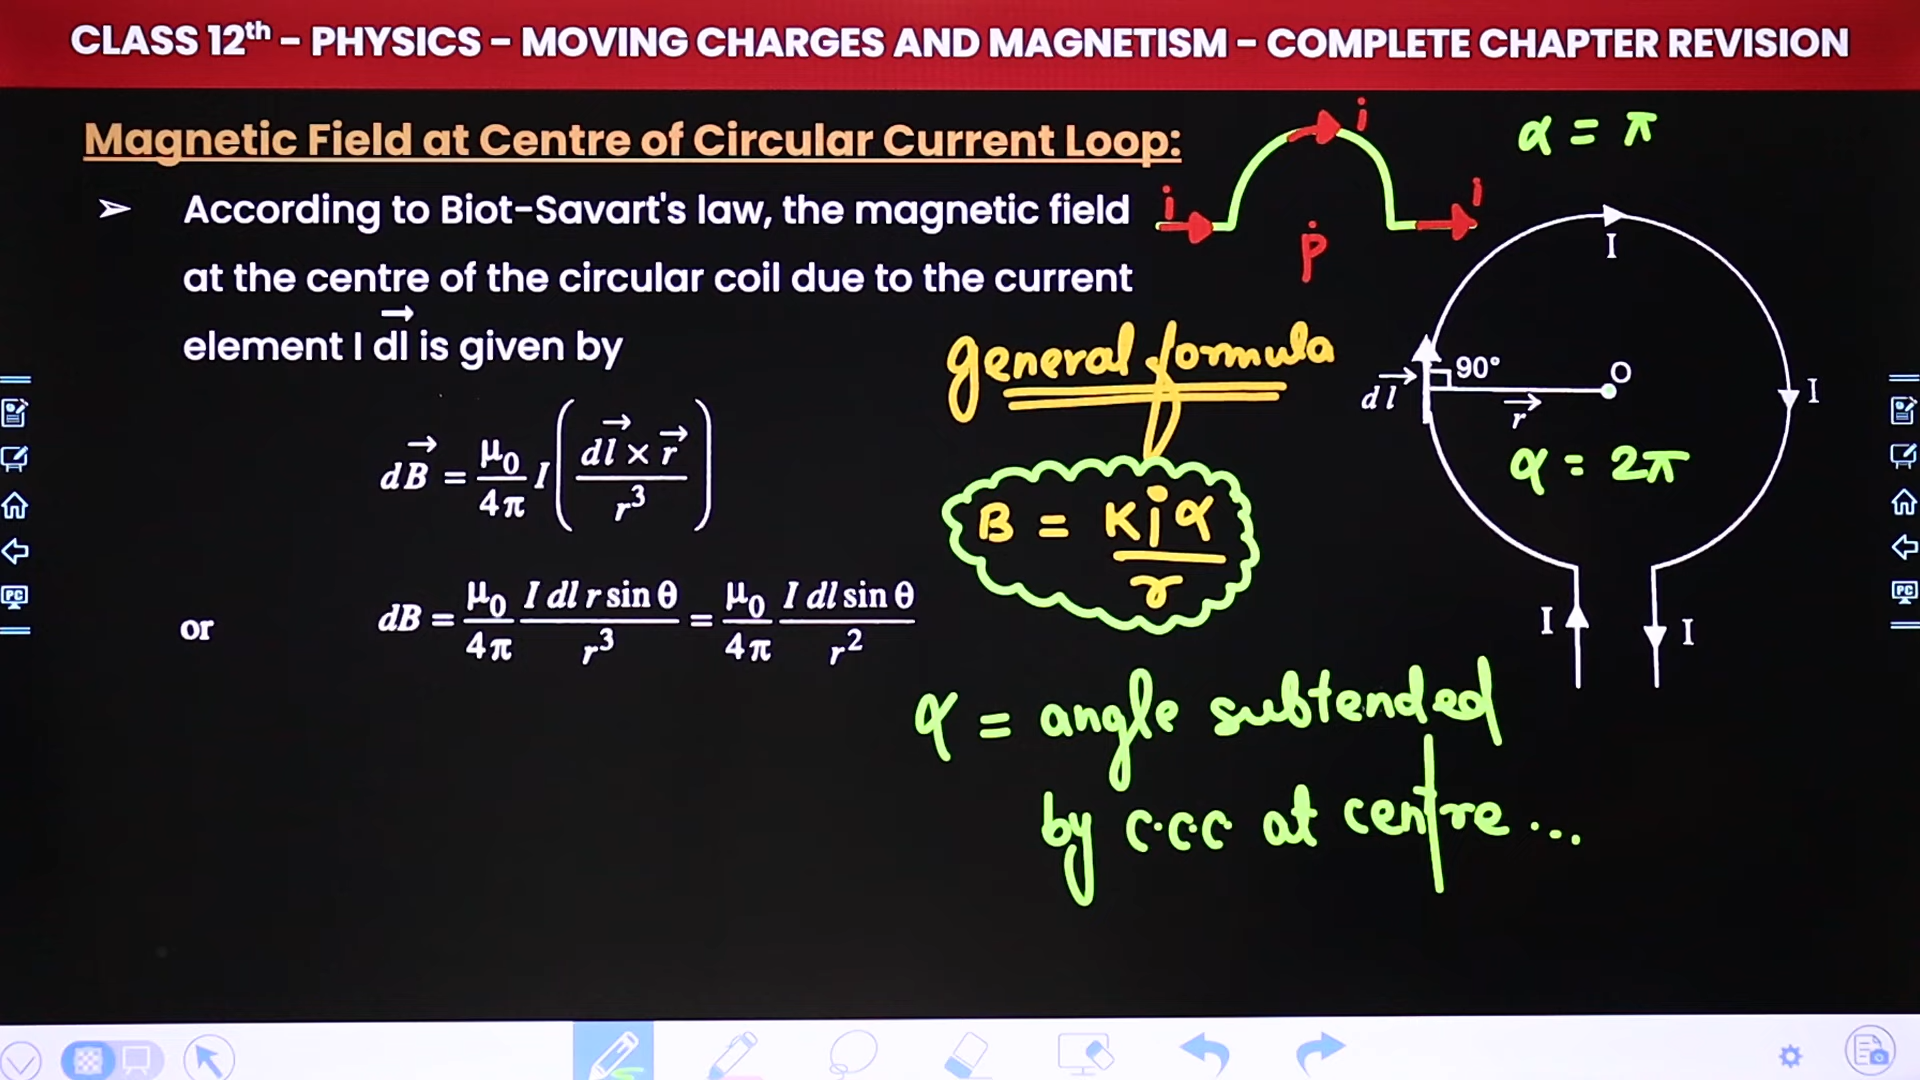 CLASS 12th – PHYSICS – MOVING CHARGES AND MAGNETISM – COMPLETE CHAPTER REVISION
Magnetic Field at Centre of Circular Current Loop:
➢ According to Biot-Savart's law, the magnetic field
at the centre of the circular coil due to the current
element I dl⃗ is given by
dB⃗ = μ₀/4π I (dl⃗ × r⃗ / r³)
or dB = μ₀/4π I dl r sin θ / r³ = μ₀/4π I dl sin θ / r²
i
i
i
p
α = π
general formula
B = Kiα/r
α = angle subtended
by C.C.C at centre ...
I
I
90°
O
dl⃗
r⃗
α = 2π
I
I
PC
PC